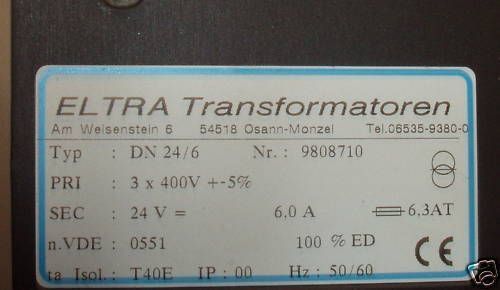 ELTRA Transformatoren
Am Weisenstein 6 54518 Osann-Monzel Tel.06535-9380-0
Typ : DN 24/6 Nr. : 9808710
PRI : 3 x 400V +-5%
SEC : 24 V = 6,0 A 6,3AT
n.VDE : 0551 100 % ED
ta Isol.: T40E IP : 00 Hz : 50/60
CE